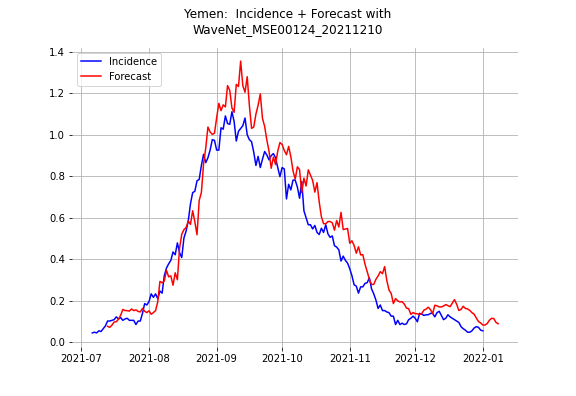 Yemen:  Incidence + Forecast with
WaveNet_MSE00124_20211210
Incidence
Forecast
1.4
1.2
1.0
0.8
0.6
0.4
0.2
0.0
2021-07 2021-08 2021-09 2021-10 2021-11 2021-12 2022-01